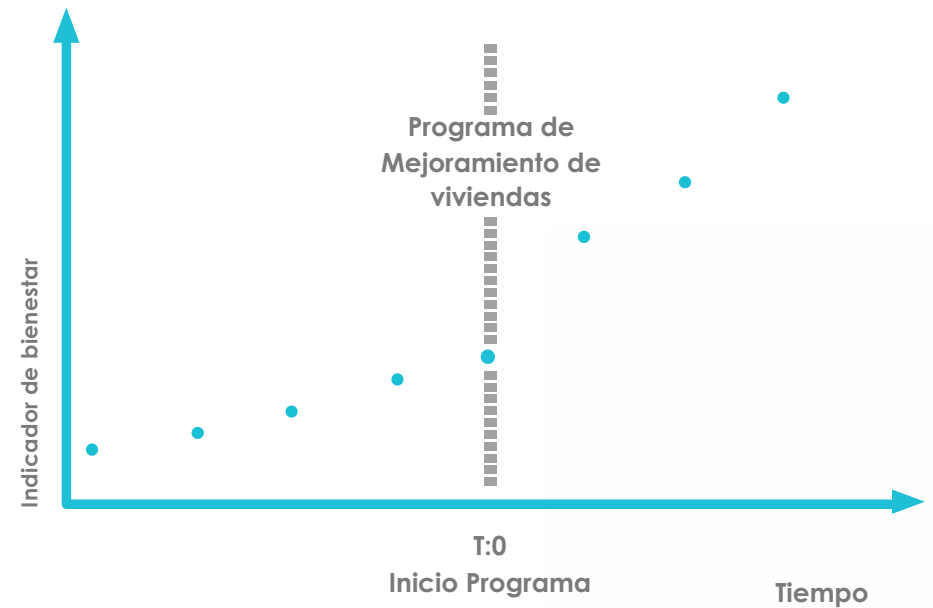 Programa de
Mejoramiento de
viviendas
Indicador de bienestar
T:0
Inicio Programa
Tiempo